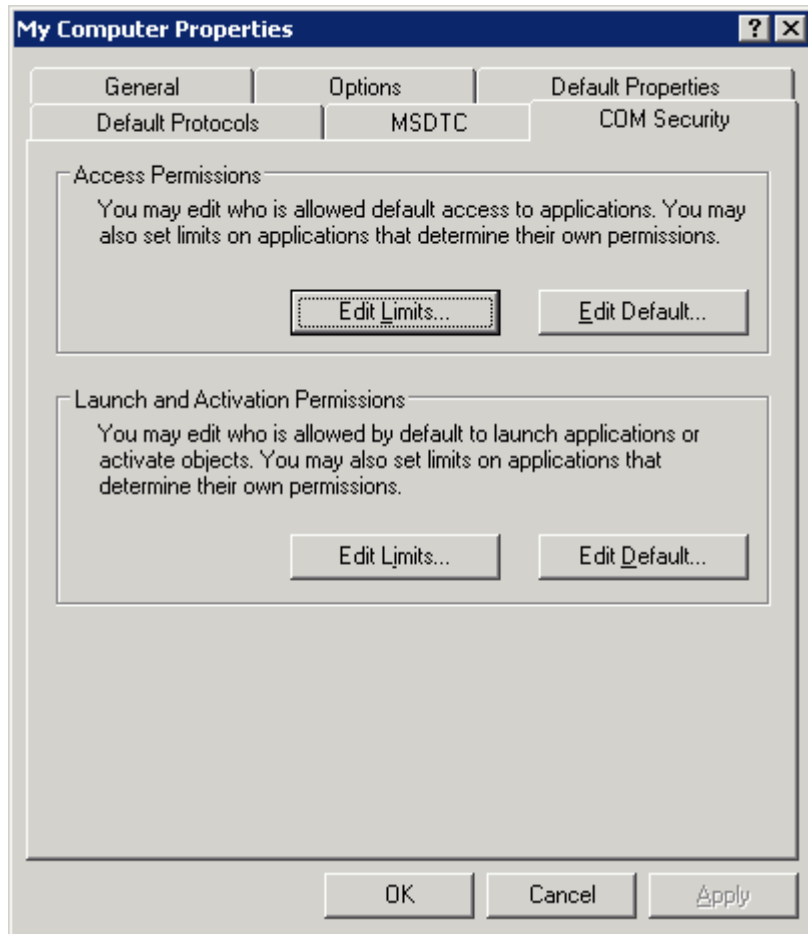 My Computer Properties
General Options Default Properties
Default Protocols MSDTC COM Security
Access Permissions
You may edit who is allowed default access to applications. You may
also set limits on applications that determine their own permissions.
Edit Limits... Edit Default...
Launch and Activation Permissions
You may edit who is allowed by default to launch applications or
activate objects. You may also set limits on applications that
determine their own permissions.
Edit Limits... Edit Default...
OK Cancel Apply